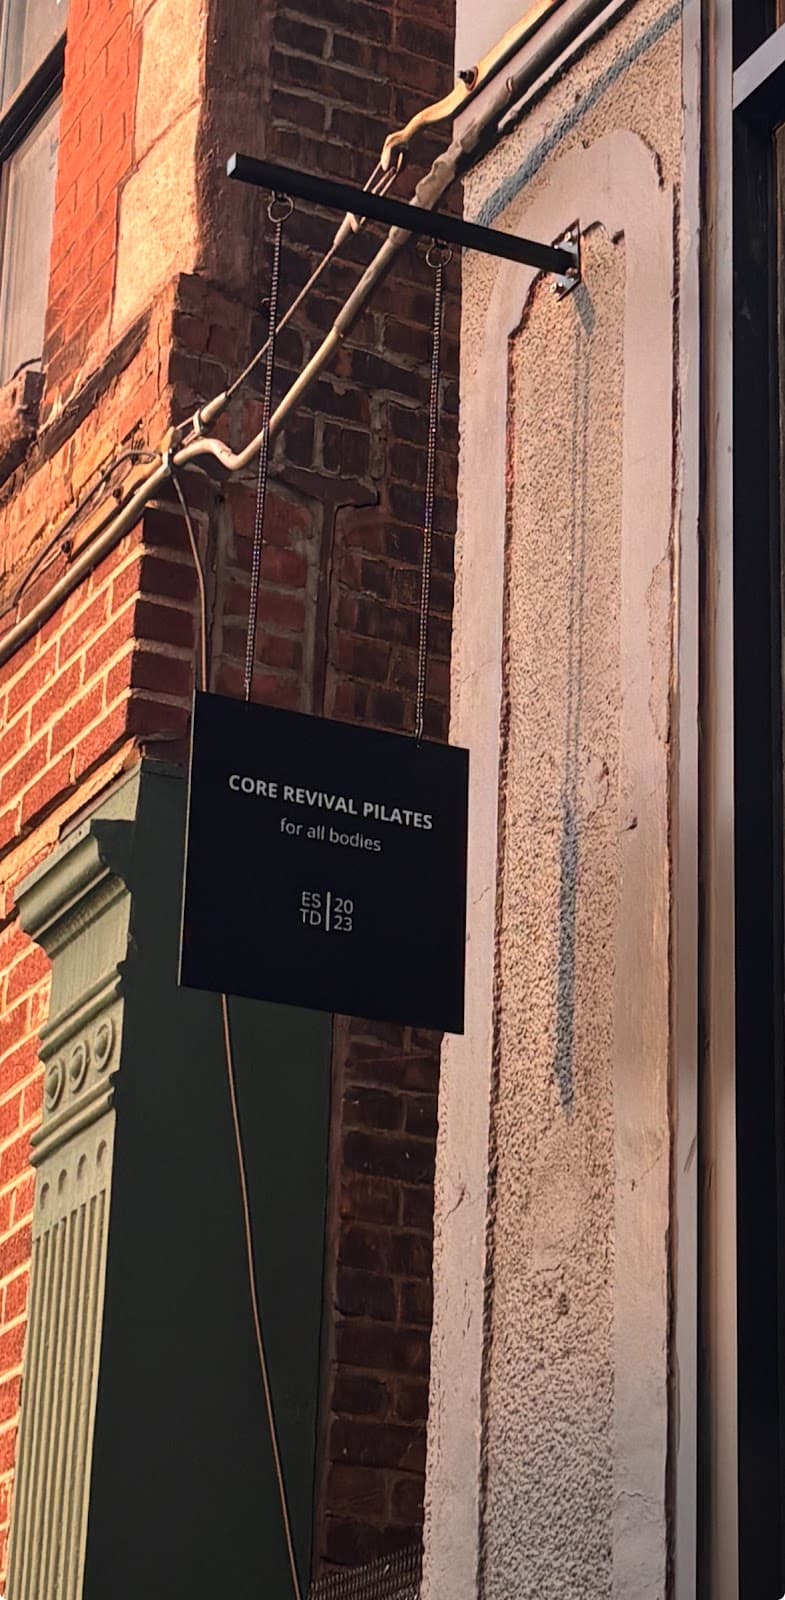 CORE REVIVAL PILATES
for all bodies
ES | 20
TD | 23